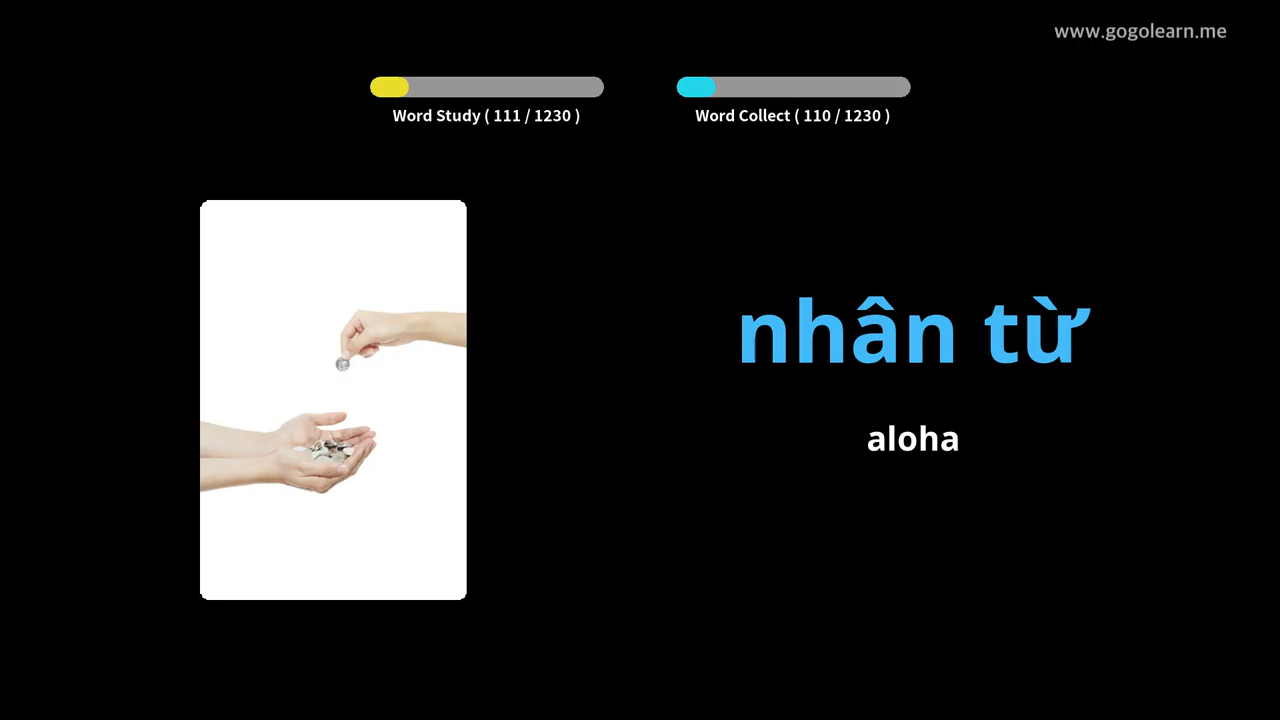 www.gogolearn.me
Word Study ( 111 / 1230 )
Word Collect ( 110 / 1230 )
nhân từ
aloha